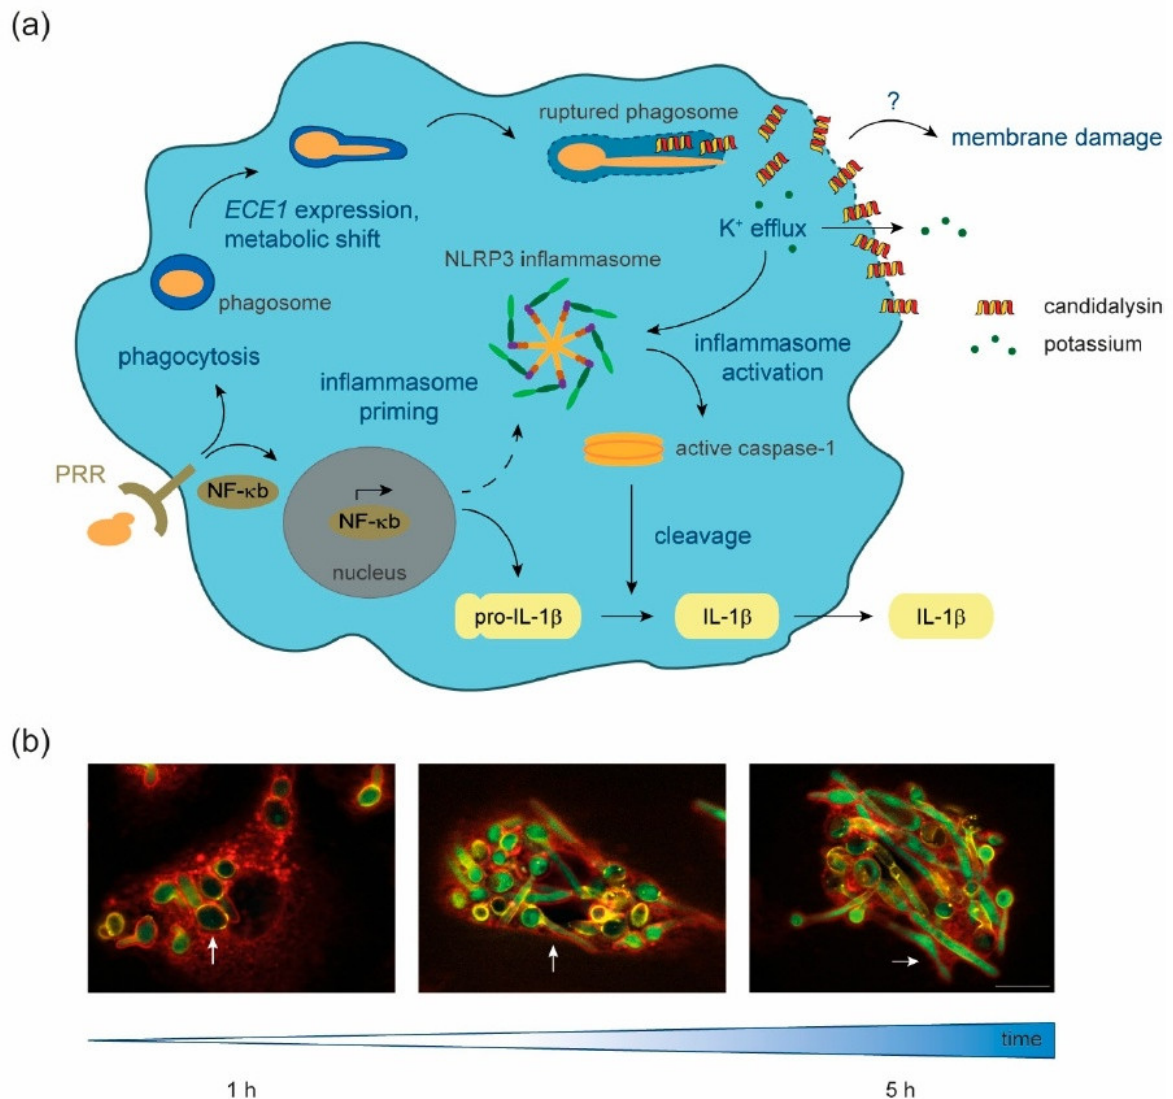 (a)
ruptured phagosome
?
membrane damage
ECE1 expression,
metabolic shift
K⁺ efflux
NLRP3 inflammasome
phagosome
candidalysin
potassium
phagocytosis
inflammasome
priming
inflammasome
activation
PRR
NF-κb
active caspase-1
NF-κb
nucleus
cleavage
pro-IL-1β
IL-1β
IL-1β
(b)
time
1 h
5 h